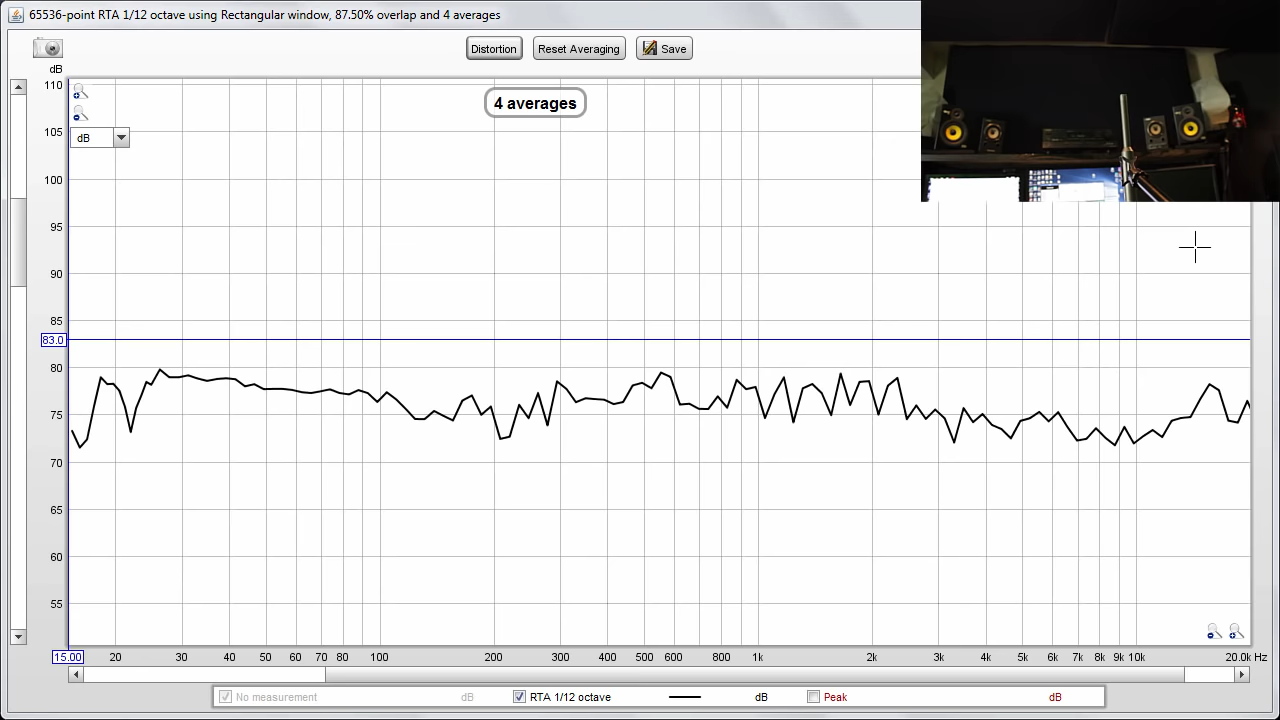 65536-point RTA 1/12 octave using Rectangular window, 87.50% overlap and 4 averages
Distortion Reset Averaging Save
dB
4 averages
dB
110
105
100
95
90
85
83.0
80
75
70
65
60
55
15.00 20 30 40 50 60 70 80 100 200 300 400 500 600 800 1k 2k 3k 4k 5k 6k 7k 8k 9k 10k 20.0k Hz
No measurement dB RTA 1/12 octave dB Peak dB